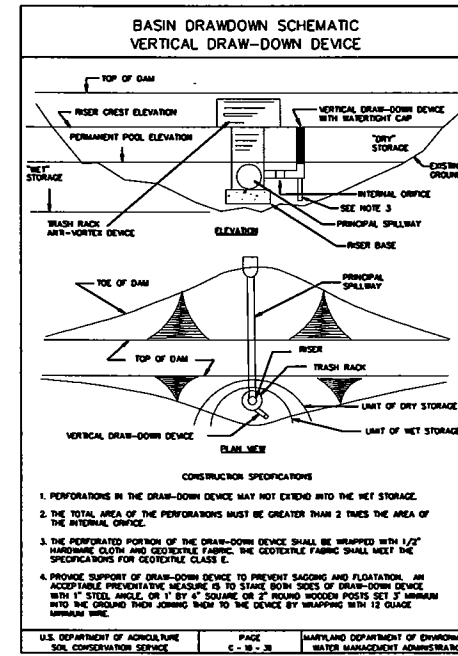 BASIN DRAWDOWN SCHEMATIC
VERTICAL DRAW-DOWN DEVICE
TOP OF DAM
RISER CREST ELEVATION
VERTICAL DRAW-DOWN DEVICE
WITH WATERTIGHT CAP
PERMANENT POOL ELEVATION
"DRY"
STORAGE
"WET"
STORAGE
EXISTING
GROUND
INTERNAL ORIFICE
SEE NOTE 3
PRINCIPAL SPILLWAY
TRASH RACK
ANTI-VORTEX DEVICE
ELEVATION
RISER BASE
TOE OF DAM
PRINCIPAL
SPILLWAY
TOP OF DAM
RISER
TRASH RACK
LIMIT OF DRY STORAGE
VERTICAL DRAW-DOWN DEVICE
LIMIT OF WET STORAGE
PLAN VIEW
CONSTRUCTION SPECIFICATIONS
1. PERFORATIONS IN THE DRAW-DOWN DEVICE MAY NOT EXTEND INTO THE WET STORAGE.
2. THE TOTAL AREA OF THE PERFORATIONS MUST BE GREATER THAN 2 TIMES THE AREA OF
THE INTERNAL ORIFICE.
3. THE PERFORATED PORTION OF THE DRAW-DOWN DEVICE SHALL BE WRAPPED WITH 1/2"
HARDWARE CLOTH AND GEOTEXTILE FABRIC. THE GEOTEXTILE FABRIC SHALL MEET THE
SPECIFICATIONS FOR GEOTEXTILE CLASS E.
4. PROVIDE SUPPORT OF DRAW-DOWN DEVICE TO PREVENT SAGGING AND FLOATATION. AN
ACCEPTABLE PREVENTATIVE MEASURE IS TO STAKE BOTH SIDES OF DRAW-DOWN DEVICE
WITH 1" STEEL ANGLE, OR 1' BY 4" SQUARE OR 2" ROUND WOODEN POSTS SET 3' MINIMUM
INTO THE GROUND THEN JOINING THEM TO THE DEVICE BY WRAPPING WITH 12 GUAGE
MINIMUM WIRE.
U.S. DEPARTMENT OF AGRICULTURE
SOIL CONSERVATION SERVICE
PAGE
C - 10 - 30
MARYLAND DEPARTMENT OF ENVIRONM
WATER MANAGEMENT ADMINISTRATIO